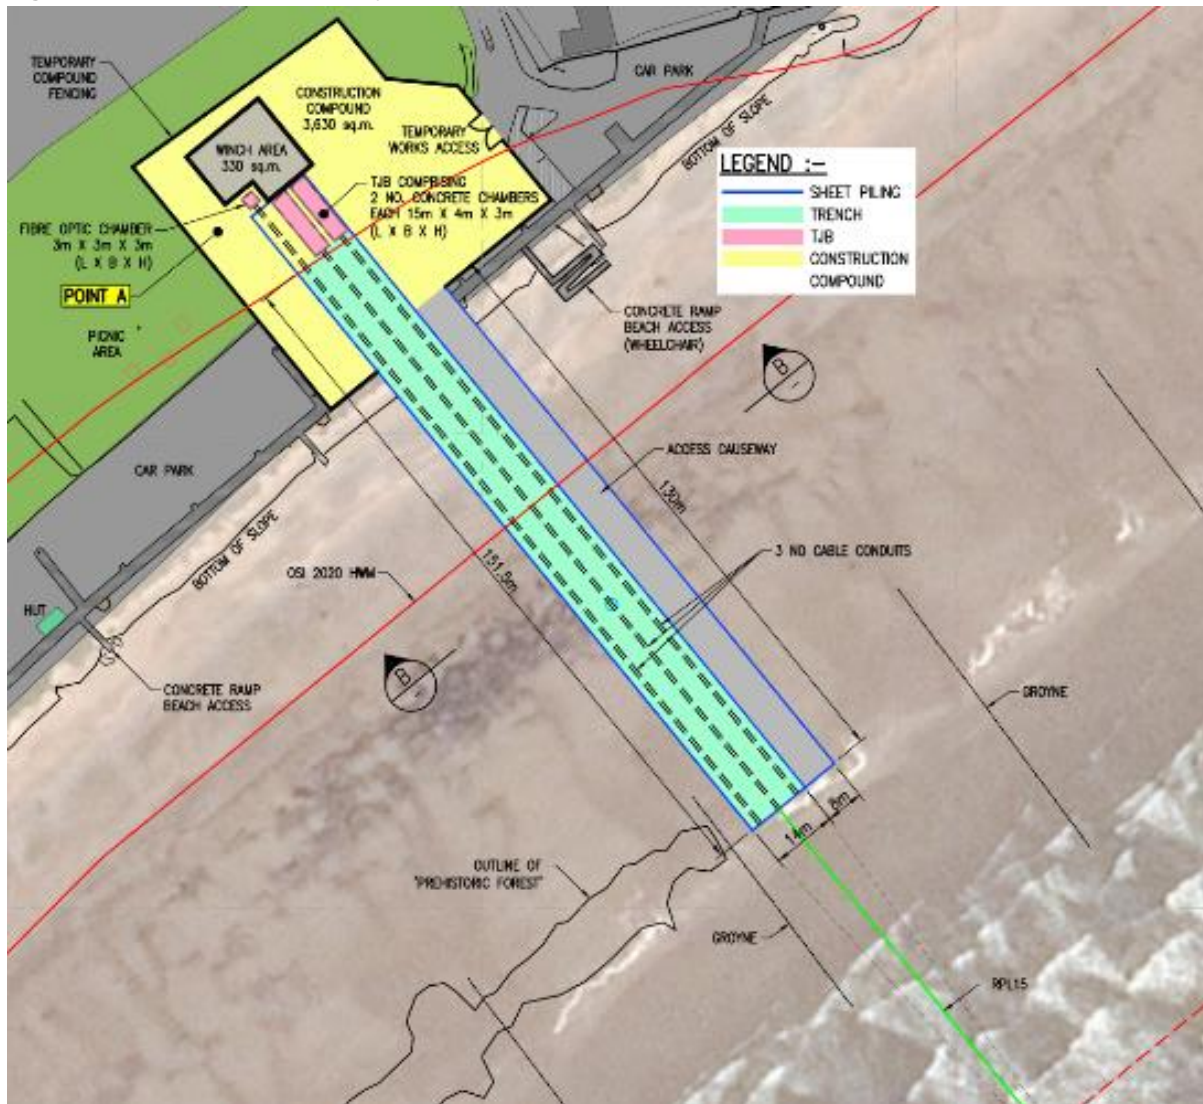 TEMPORARY
COMPOUND
FENCING
CONSTRUCTION
COMPOUND
3,630 sq.m.
CAR PARK
WINCH AREA
330 sq.m.
TEMPORARY
WORKS ACCESS
BOTTOM OF SLOPE
LEGEND :-
SHEET PILING
TRENCH
TJB
CONSTRUCTION
COMPOUND
TJB COMPRISING
2 NO. CONCRETE CHAMBERS
EACH 15m X 4m X 3m
(L X B X H)
FIBRE OPTIC CHAMBER
3m X 3m X 3m
(L X B X H)
POINT A
PICNIC
AREA
CONCRETE RAMP
BEACH ACCESS
(WHEELCHAIR)
B
-
CAR PARK
ACCESS CAUSEWAY
130m
BOTTOM OF SLOPE
151.5m
3 NO CABLE CONDUITS
OSI 2020 HWM
HUT
B
-
CONCRETE RAMP
BEACH ACCESS
GROYNE
8m
14m
OUTLINE OF
'PREHISTORIC FOREST'
GROYNE
RPL15